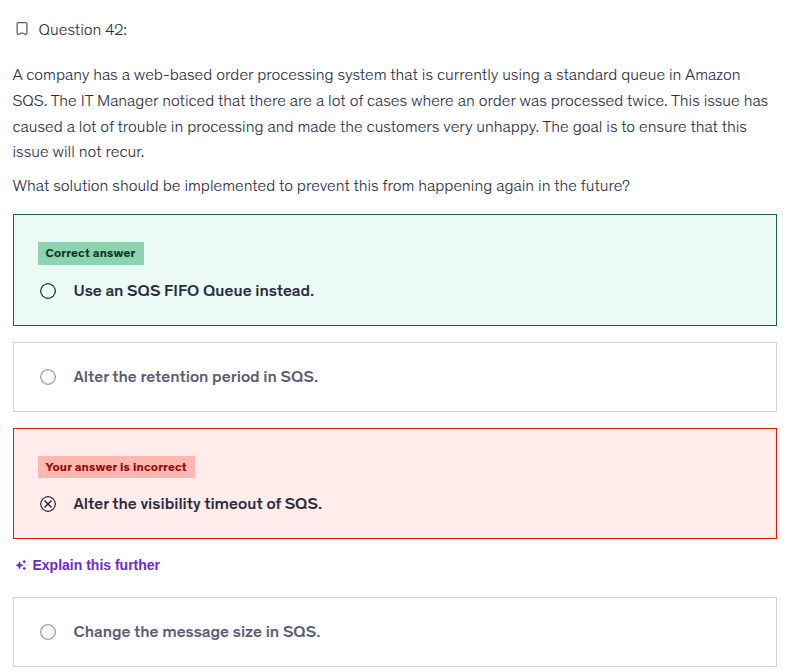 Question 42:
A company has a web-based order processing system that is currently using a standard queue in Amazon
SQS. The IT Manager noticed that there are a lot of cases where an order was processed twice. This issue has
caused a lot of trouble in processing and made the customers very unhappy. The goal is to ensure that this
issue will not recur.
What solution should be implemented to prevent this from happening again in the future?
Correct answer
Use an SQS FIFO Queue instead.
Alter the retention period in SQS.
Your answer is incorrect
Alter the visibility timeout of SQS.
Explain this further
Change the message size in SQS.